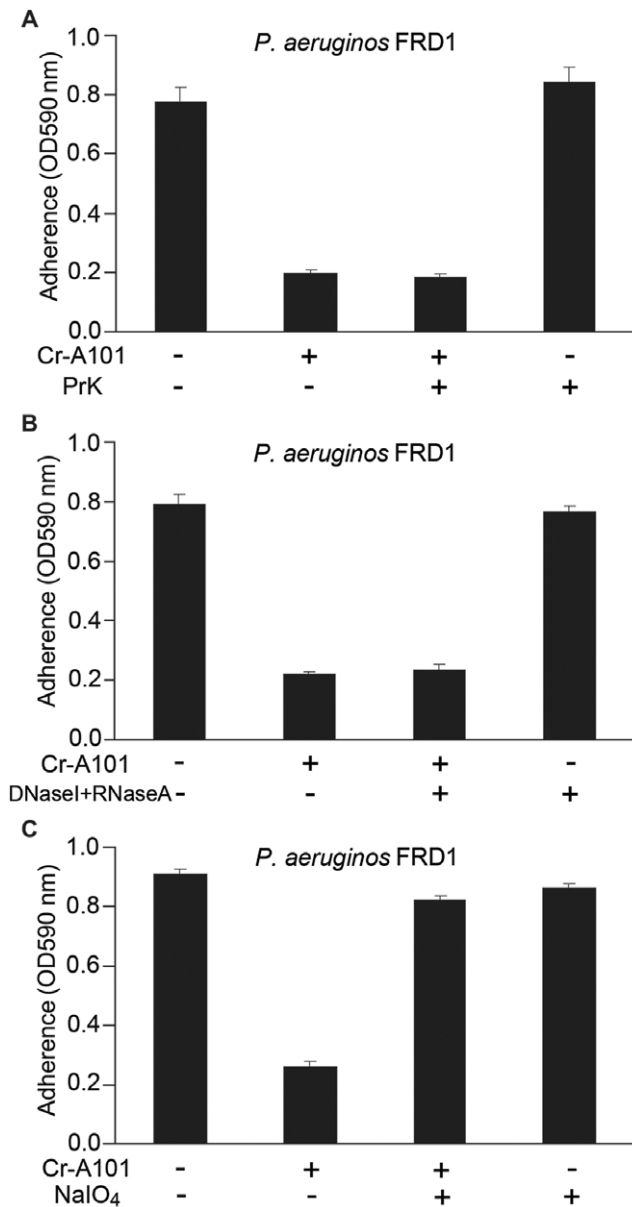 A
P. aeruginos FRD1
Adherence (OD590 nm)
1.0
0.8
0.6
0.4
0.2
0.0
Cr-A101 - + + -
PrK - - + +
B
P. aeruginos FRD1
Adherence (OD590 nm)
1.0
0.8
0.6
0.4
0.2
0.0
Cr-A101 - + + -
DNaseI+RNaseA - - + +
C
P. aeruginos FRD1
Adherence (OD590 nm)
1.0
0.8
0.6
0.4
0.2
0.0
Cr-A101 - + + -
NaIO₄ - - + +